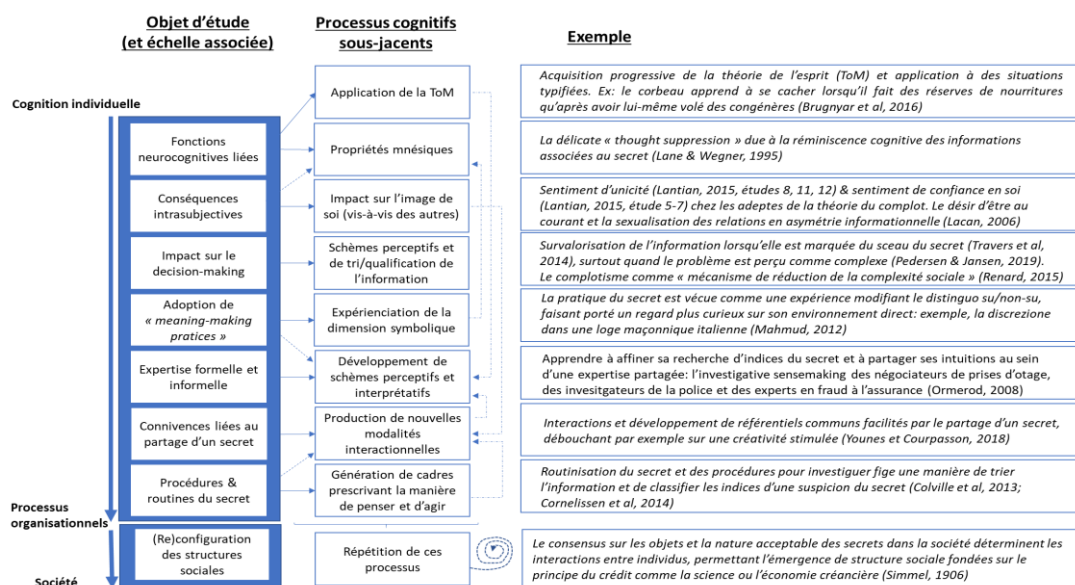 Objet d'étude
(et échelle associée)
Processus cognitifs
sous-jacents
Exemple
Cognition individuelle
Application de la ToM
Acquisition progressive de la théorie de l'esprit (ToM) et application à des situations
typifiées. Ex: le corbeau apprend à se cacher lorsqu'il fait des réserves de nourritures
qu'après avoir lui-même volé des congénères (Brugnyar et al, 2016)
Fonctions
neurocognitives liées
Propriétés mnésiques
La délicate « thought suppression » due à la réminiscence cognitive des informations
associées au secret (Lane & Wegner, 1995)
Conséquences
intrasubjectives
Impact sur l'image de
soi (vis-à-vis des autres)
Sentiment d'unicité (Lantian, 2015, études 8, 11, 12) & sentiment de confiance en soi
(Lantian, 2015, étude 5-7) chez les adeptes de la théorie du complot. Le désir d'être au
courant et la sexualisation des relations en asymétrie informationnelle (Lacan, 2006)
Impact sur le
decision-making
Schèmes perceptifs et
de tri/qualification de
l'information
Survalorisation de l'information lorsqu'elle est marquée du sceau du secret (Travers et al,
2014), surtout quand le problème est perçu comme complexe (Pedersen & Jansen, 2019).
Le complotisme comme « mécanisme de réduction de la complexité sociale » (Renard, 2015)
Adoption de
« meaning-making
pratices »
Expérienciation de la
dimension symbolique
La pratique du secret est vécue comme une expérience modifiant le distinguo su/non-su,
faisant porté un regard plus curieux sur son environnement direct: exemple, la discrezione
dans une loge maçonnique italienne (Mahmud, 2012)
Expertise formelle et
informelle
Développement de
schèmes perceptifs et
interprétatifs
Apprendre à affiner sa recherche d'indices du secret et à partager ses intuitions au sein
d'une expertise partagée: l'investigative sensemaking des négociateurs de prises d'otage,
des invesitgateurs de la police et des experts en fraud à l'assurance (Ormerod, 2008)
Connivences liées au
partage d'un secret
Production de nouvelles
modalités
interactionnelles
Interactions et développement de référentiels communs facilités par le partage d'un secret,
débouchant par exemple sur une créativité stimulée (Younes et Courpasson, 2018)
Procédures &
routines du secret
Génération de cadres
prescrivant la manière
de penser et d'agir
Routinisation du secret et des procédures pour investiguer fige une manière de trier
l'information et de classifier les indices d'une suspicion du secret (Colville et al, 2013;
Cornelissen et al, 2014)
Processus
organisationnels
(Re)configuration
des structures
sociales
Répétition de ces
processus
Le consensus sur les objets et la nature acceptable des secrets dans la société déterminent les
interactions entre individus, permettant l'émergence de structure sociale fondées sur le
principe du crédit comme la science ou l'économie créancière (Simmel, 1906)
Société